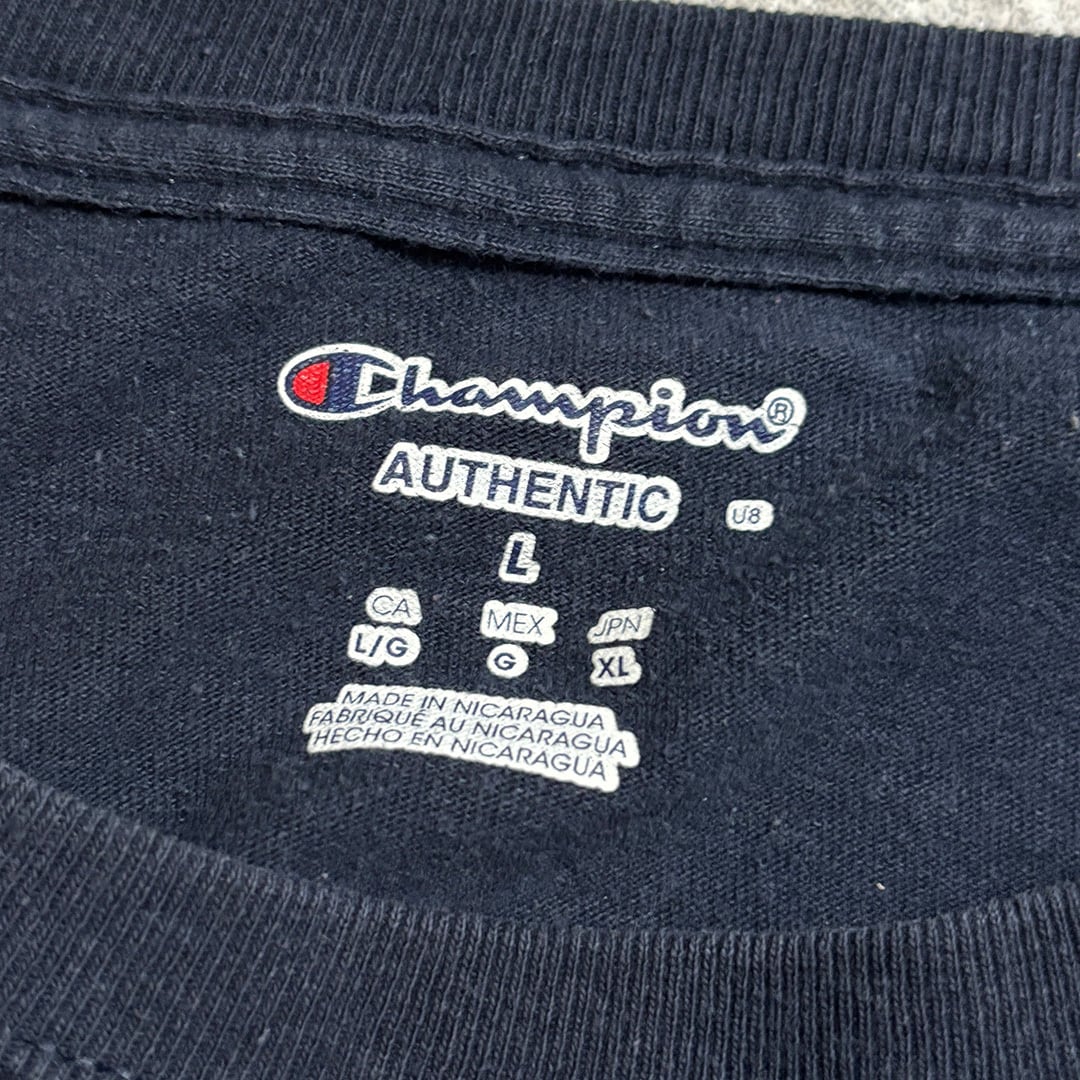 Champion®
AUTHENTIC
U8
L
CA MEX JPN
L/G G XL
MADE IN NICARAGUA
FABRIQUÉ AU NICARAGUA
HECHO EN NICARAGUA